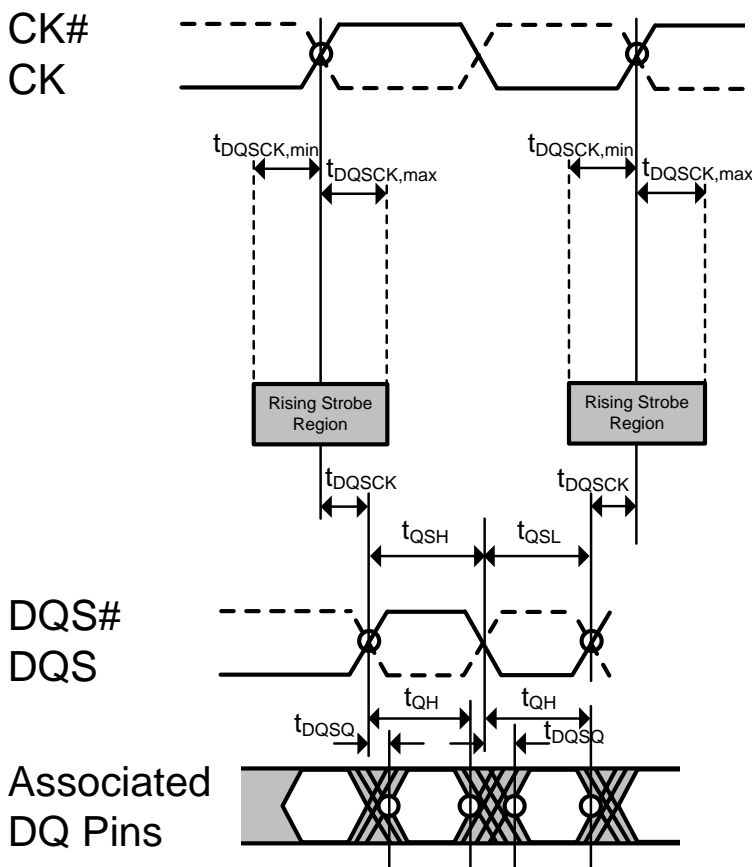 CK#
CK
tDQSCK,min
tDQSCK,max
tDQSCK,min
tDQSCK,max
Rising Strobe
Region
Rising Strobe
Region
tDQSCK
tDQSCK
tQSH
tQSL
DQS#
DQS
tQH
tQH
tDQSQ
tDQSQ
Associated
DQ Pins